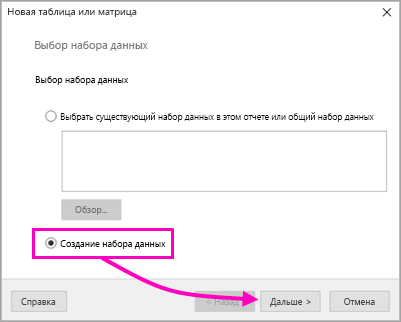 Новая таблица или матрица
Выбор набора данных
Выбор набора данных
Выбрать существующий набор данных в этом отчете или общий набор данных
Обзор...
Создание набора данных
Справка
< Назад
Дальше >
Отмена